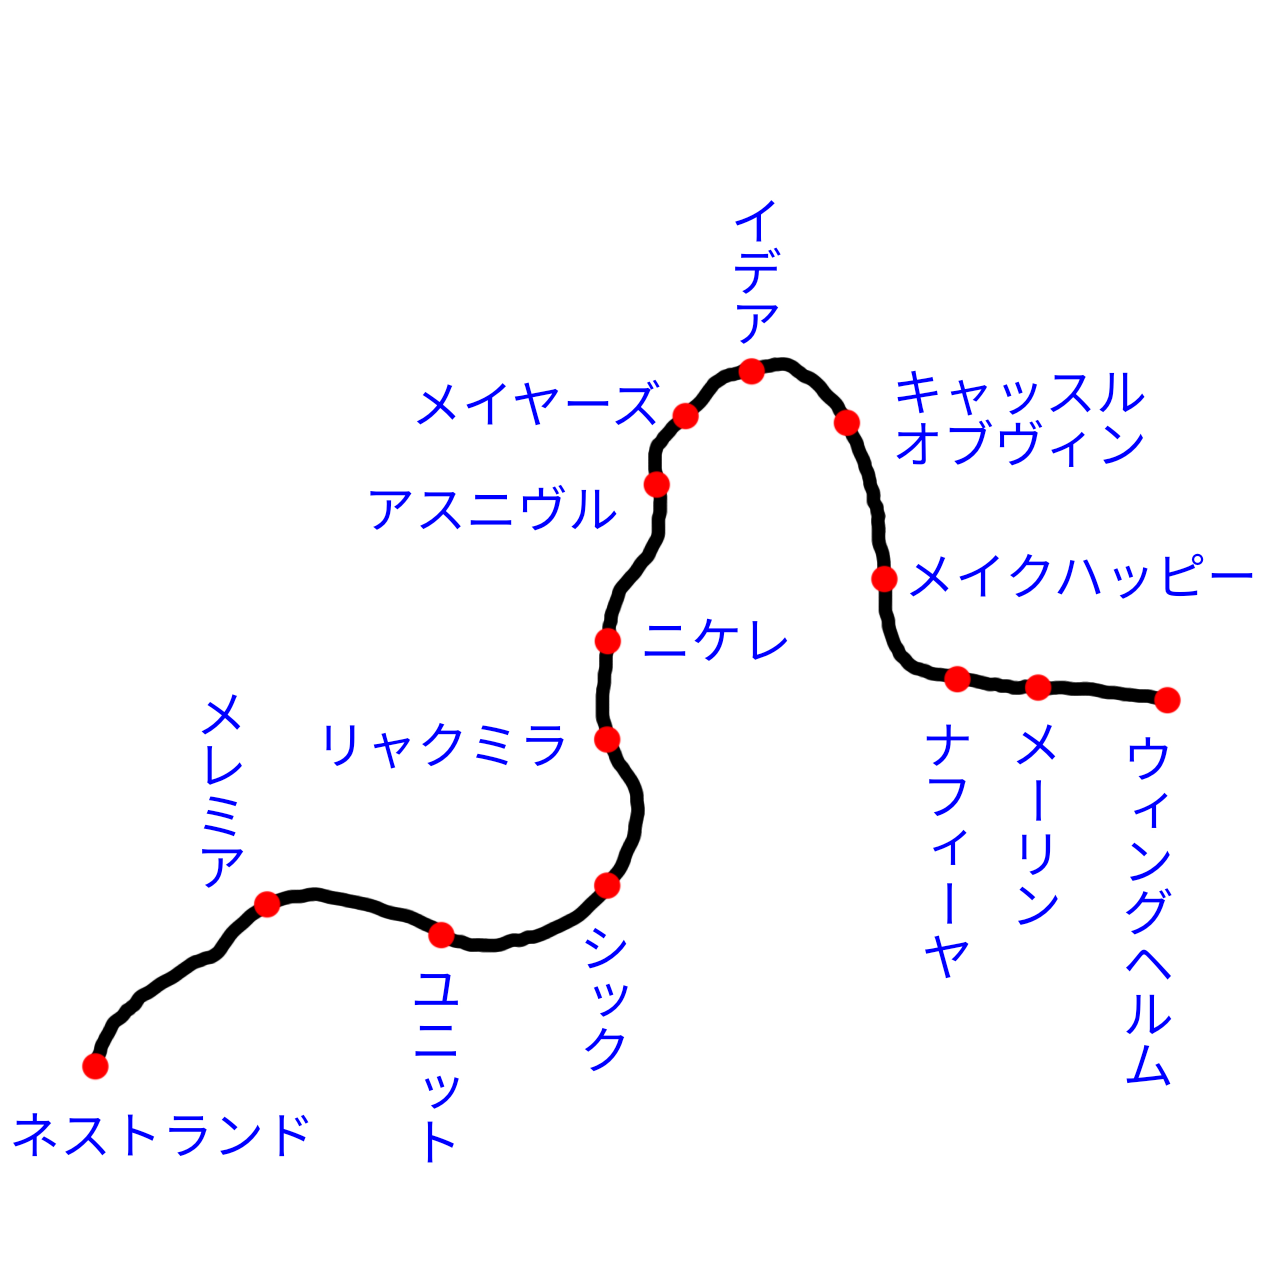 イデア
メイヤーズ
キャッスル
オブヴィン
アスニヴル
メイクハッピー
ニケレ
リャクミラ
メレミア
ナフィーヤ
メーリン
ウィングヘルム
シック
ユニット
ネストランド